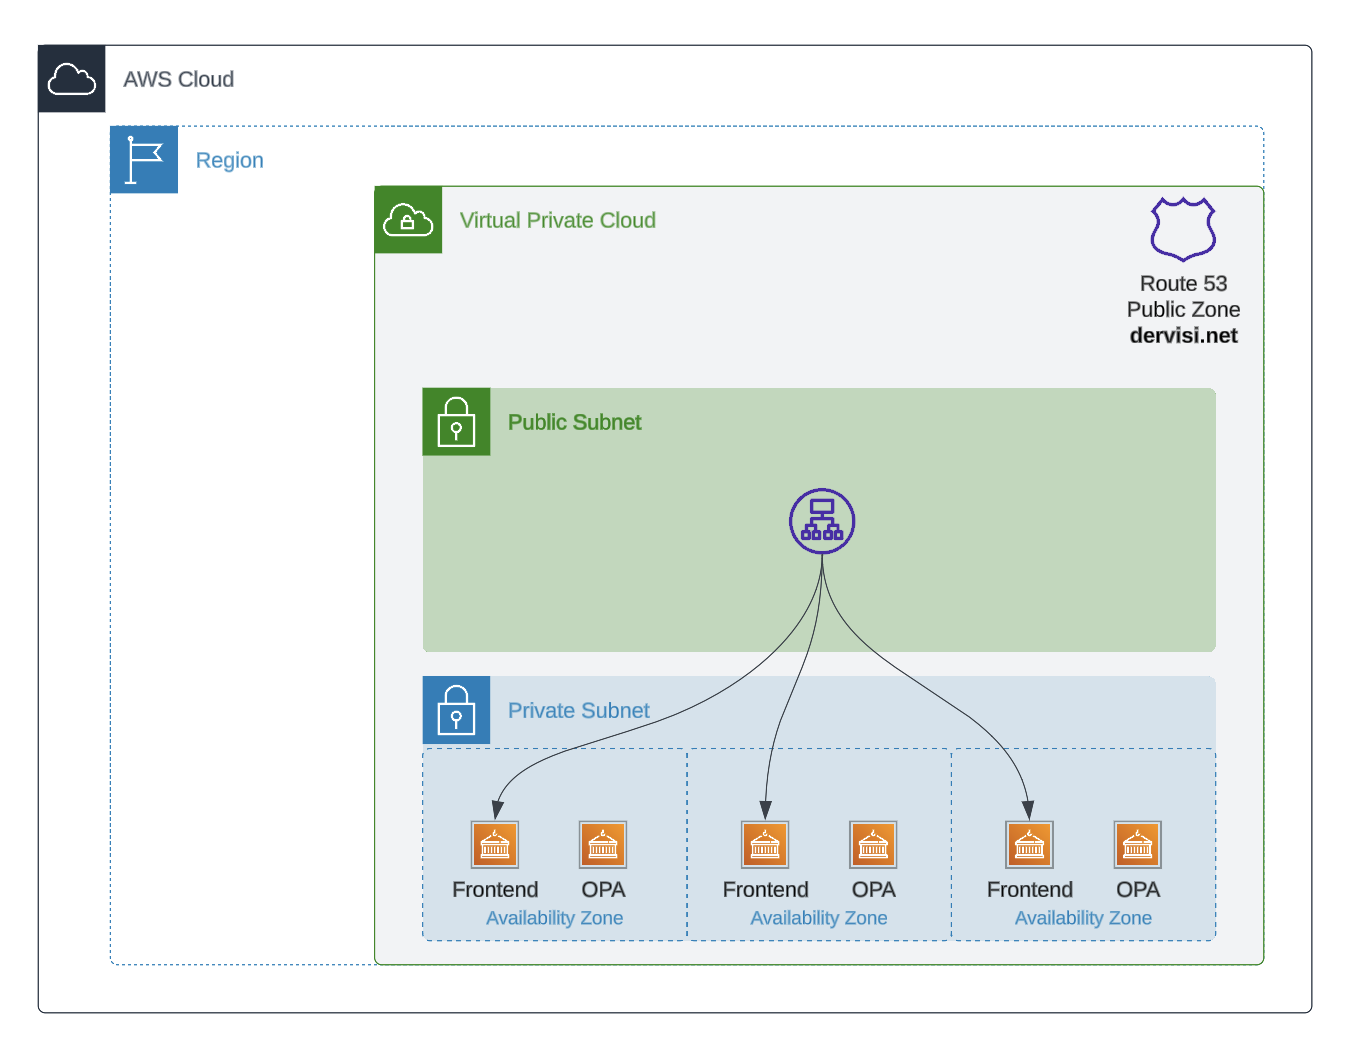 AWS Cloud
Region
Virtual Private Cloud
Route 53
Public Zone
dervisi.net
Public Subnet
Private Subnet
Frontend
OPA
Availability Zone
Frontend
OPA
Availability Zone
Frontend
OPA
Availability Zone